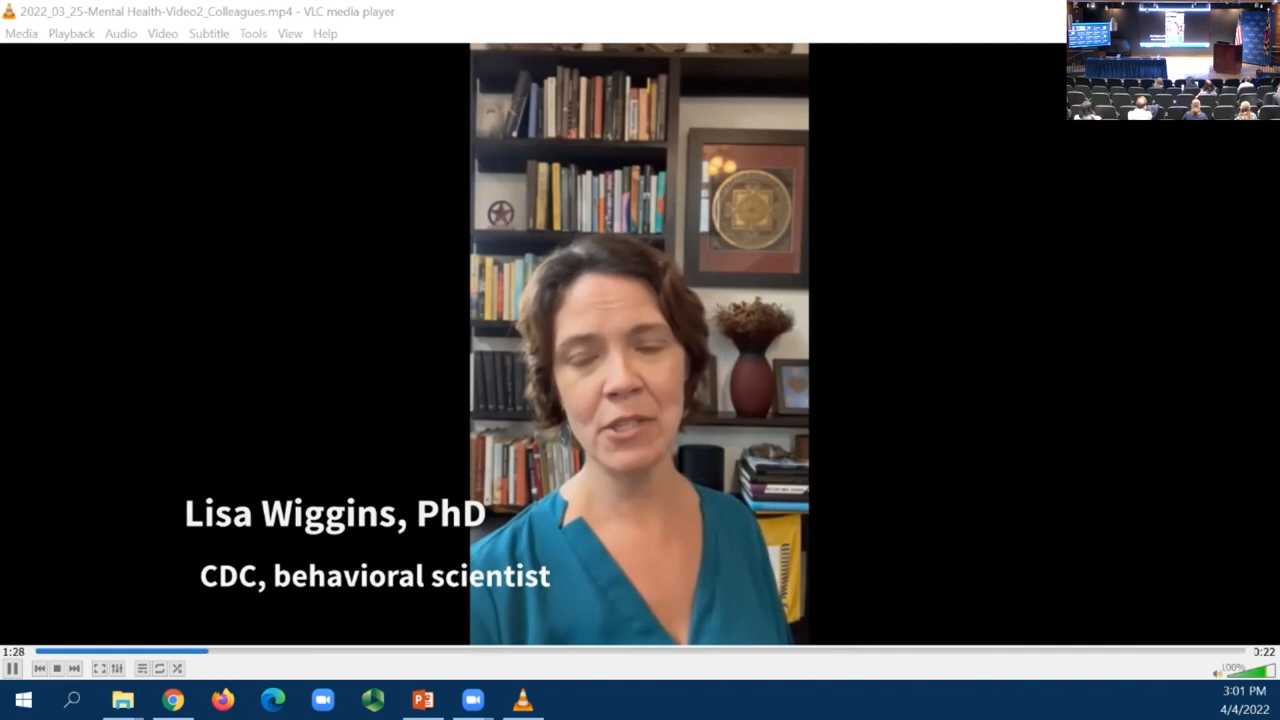 2022_03_25-Mental Health-Video2_Colleagues.mp4 - VLC media player
Media Playback Audio Video Subtitle Tools View Help
Lisa Wiggins, PhD
CDC, behavioral scientist
1:28
0:22
100%
3:01 PM
4/4/2022